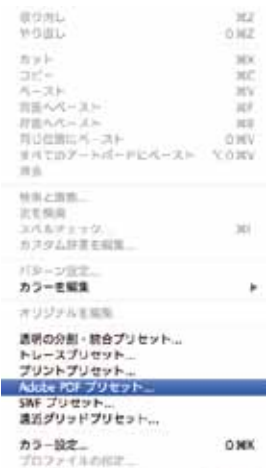 取り消し ⌘Z
やり直し ⇧⌘Z
カット ⌘X
コピー ⌘C
ペースト ⌘V
前面へペースト ⌘F
背面へペースト ⌘B
同じ位置にペースト ⇧⌘V
すべてのアートボードにペースト ⌥⇧⌘V
消去
検索と置換...
次を検索
スペルチェック... ⌘I
カスタム辞書を編集...
パターン設定...
カラーを編集 ▶
オリジナルを編集
透明の分割・統合プリセット...
トレースプリセット...
プリントプリセット...
Adobe PDF プリセット...
SWF プリセット...
遠近グリッドプリセット...
カラー設定... ⇧⌘K
プロファイルの指定...